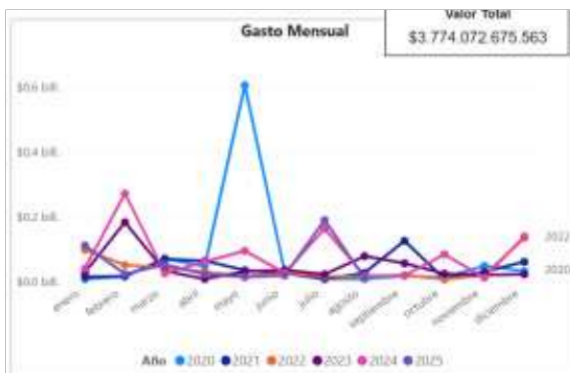 Valor Total
$3.774.072.675.563
Gasto Mensual
$0,6 bill.
$0,4 bill.
$0,2 bill.
$0,0 bill.
2022
2020
enero febrero marzo abril mayo junio julio agosto septiembre octubre noviembre diciembre
Año 2020 2021 2022 2023 2024 2025